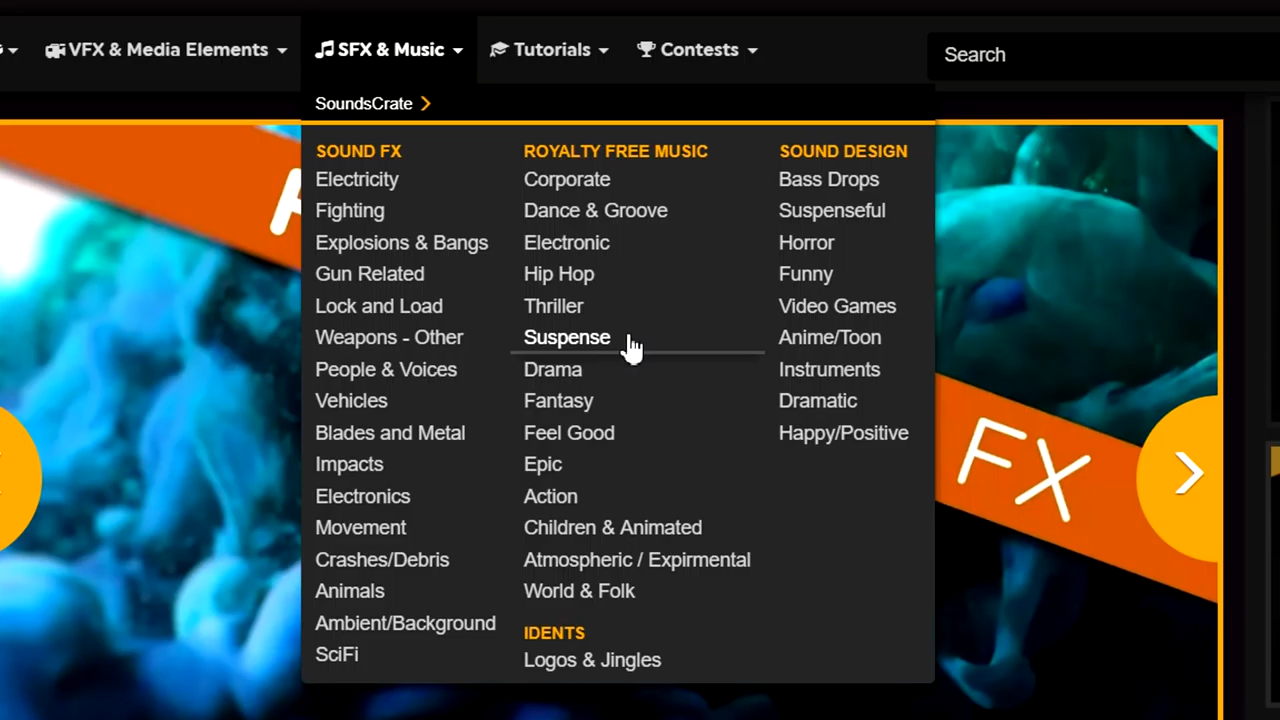 VFX & Media Elements
SFX & Music
Tutorials
Contests
Search
SoundsCrate
SOUND FX
Electricity
Fighting
Explosions & Bangs
Gun Related
Lock and Load
Weapons - Other
People & Voices
Vehicles
Blades and Metal
Impacts
Electronics
Movement
Crashes/Debris
Animals
Ambient/Background
SciFi
ROYALTY FREE MUSIC
Corporate
Dance & Groove
Electronic
Hip Hop
Thriller
Suspense
Drama
Fantasy
Feel Good
Epic
Action
Children & Animated
Atmospheric / Expirmental
World & Folk
IDENTS
Logos & Jingles
SOUND DESIGN
Bass Drops
Suspenseful
Horror
Funny
Video Games
Anime/Toon
Instruments
Dramatic
Happy/Positive
FX